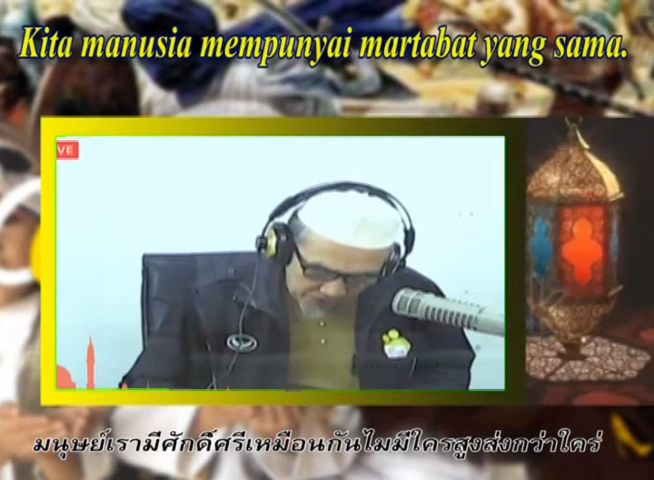 Kita manusia mempunyai martabat yang sama.
VE
มนุษย์เรามีศักดิ์ศรีเหมือนกันไมมีใครสูงส่งกว่าใคร่